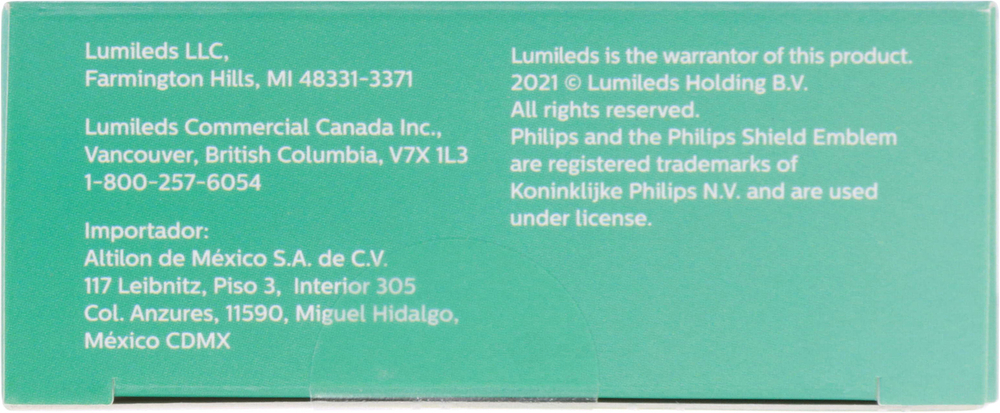 Lumileds LLC,
Farmington Hills, MI 48331-3371
Lumileds Commercial Canada Inc.,
Vancouver, British Columbia, V7X 1L3
1-800-257-6054
Importador:
Altilon de México S.A. de C.V.
117 Leibnitz, Piso 3, Interior 305
Col. Anzures, 11590, Miguel Hidalgo,
México CDMX
Lumileds is the warrantor of this product.
2021 © Lumileds Holding B.V.
All rights reserved.
Philips and the Philips Shield Emblem
are registered trademarks of
Koninklijke Philips N.V. and are used
under license.